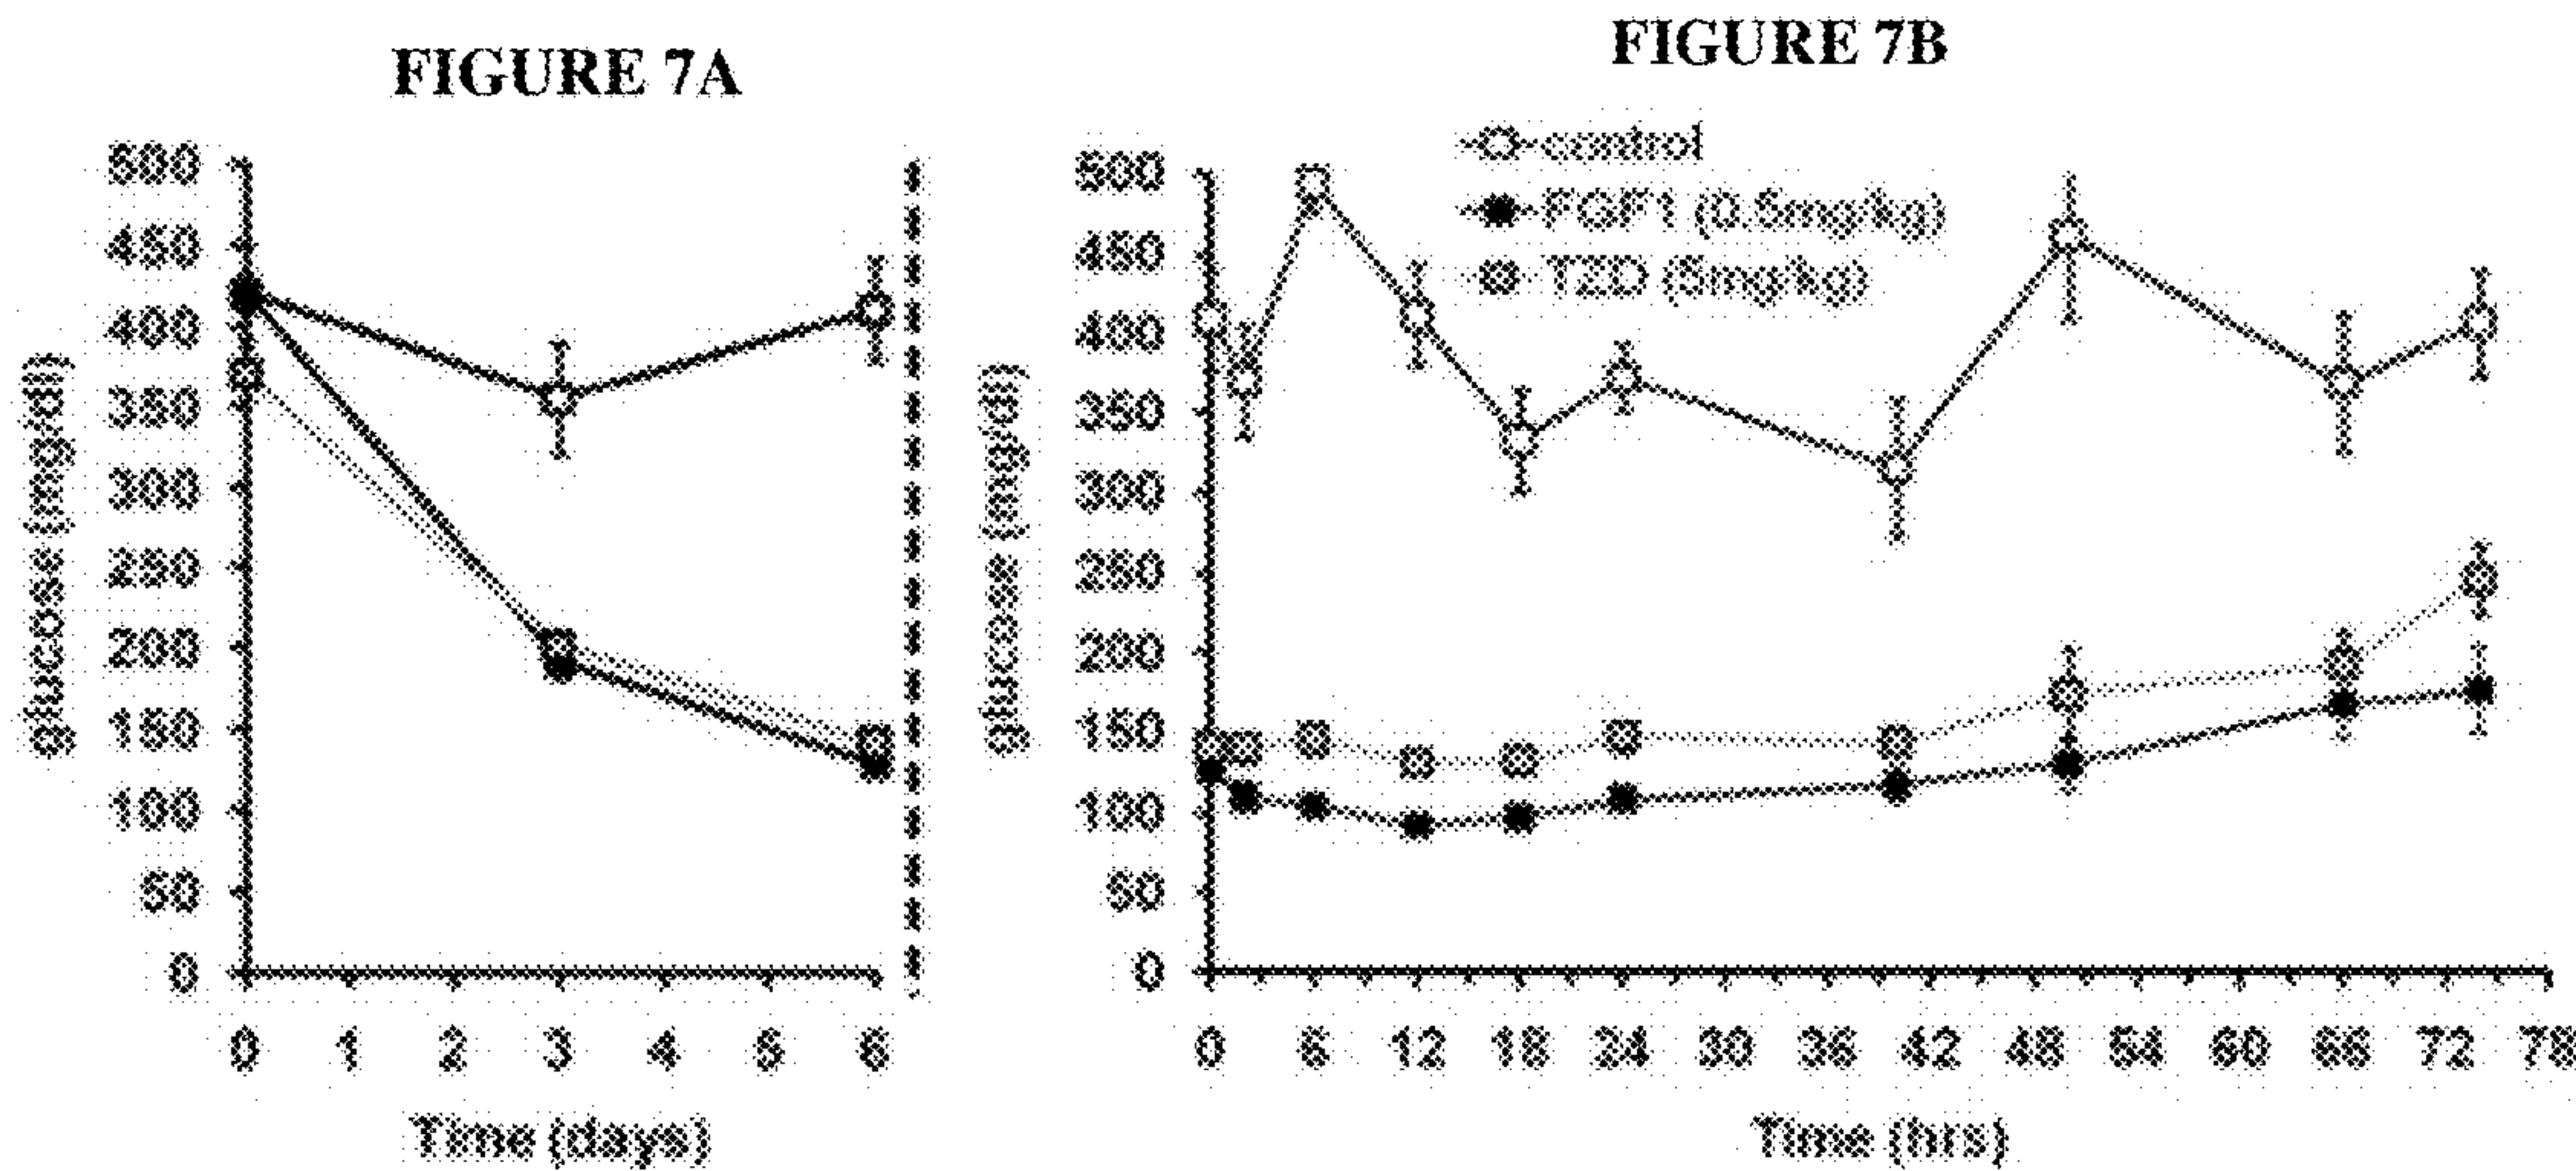 FIGURE 7A
FIGURE 7B
control
FGF1 (0.5mg/kg)
TZD (5mg/kg)
500
450
400
350
300
250
200
150
100
50
0
glucose (mg/dl)
0 1 2 3 4 5 6
Time (days)
500
450
400
350
300
250
200
150
100
50
0
glucose (mg/dl)
0 6 12 18 24 30 36 42 48 54 60 66 72 78
Time (hrs)